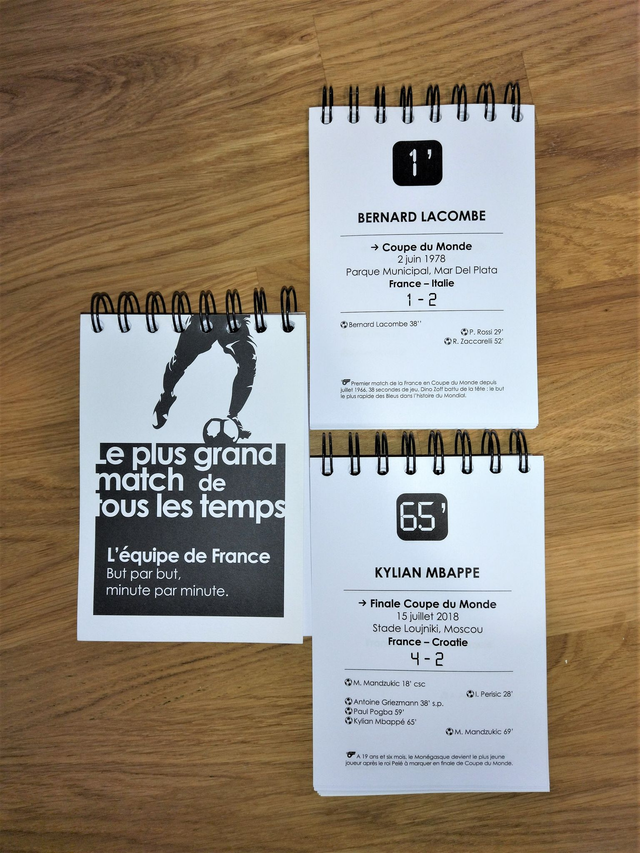 Le plus grand
match de
tous les temps
L'équipe de France
But par but,
minute par minute.
1'
BERNARD LACOMBE
→ Coupe du Monde
2 juin 1978
Parque Municipal, Mar Del Plata
France – Italie
1 - 2
Bernard Lacombe 38''
P. Rossi 29'
R. Zaccarelli 52'
Premier match de la France en Coupe du Monde depuis
juillet 1966, 38 secondes de jeu, Dino Zoff battu de la tête : le but
le plus rapide des Bleus dans l'histoire du Mondial.
65'
KYLIAN MBAPPE
→ Finale Coupe du Monde
15 juillet 2018
Stade Loujniki, Moscou
France – Croatie
4 - 2
M. Mandzukic 18' csc
I. Perisic 28'
Antoine Griezmann 38' s.p.
Paul Pogba 59'
Kylian Mbappé 65'
M. Mandzukic 69'
A 19 ans et six mois, le Monégasque devient le plus jeune
joueur après le roi Pelé à marquer en finale de Coupe du Monde.